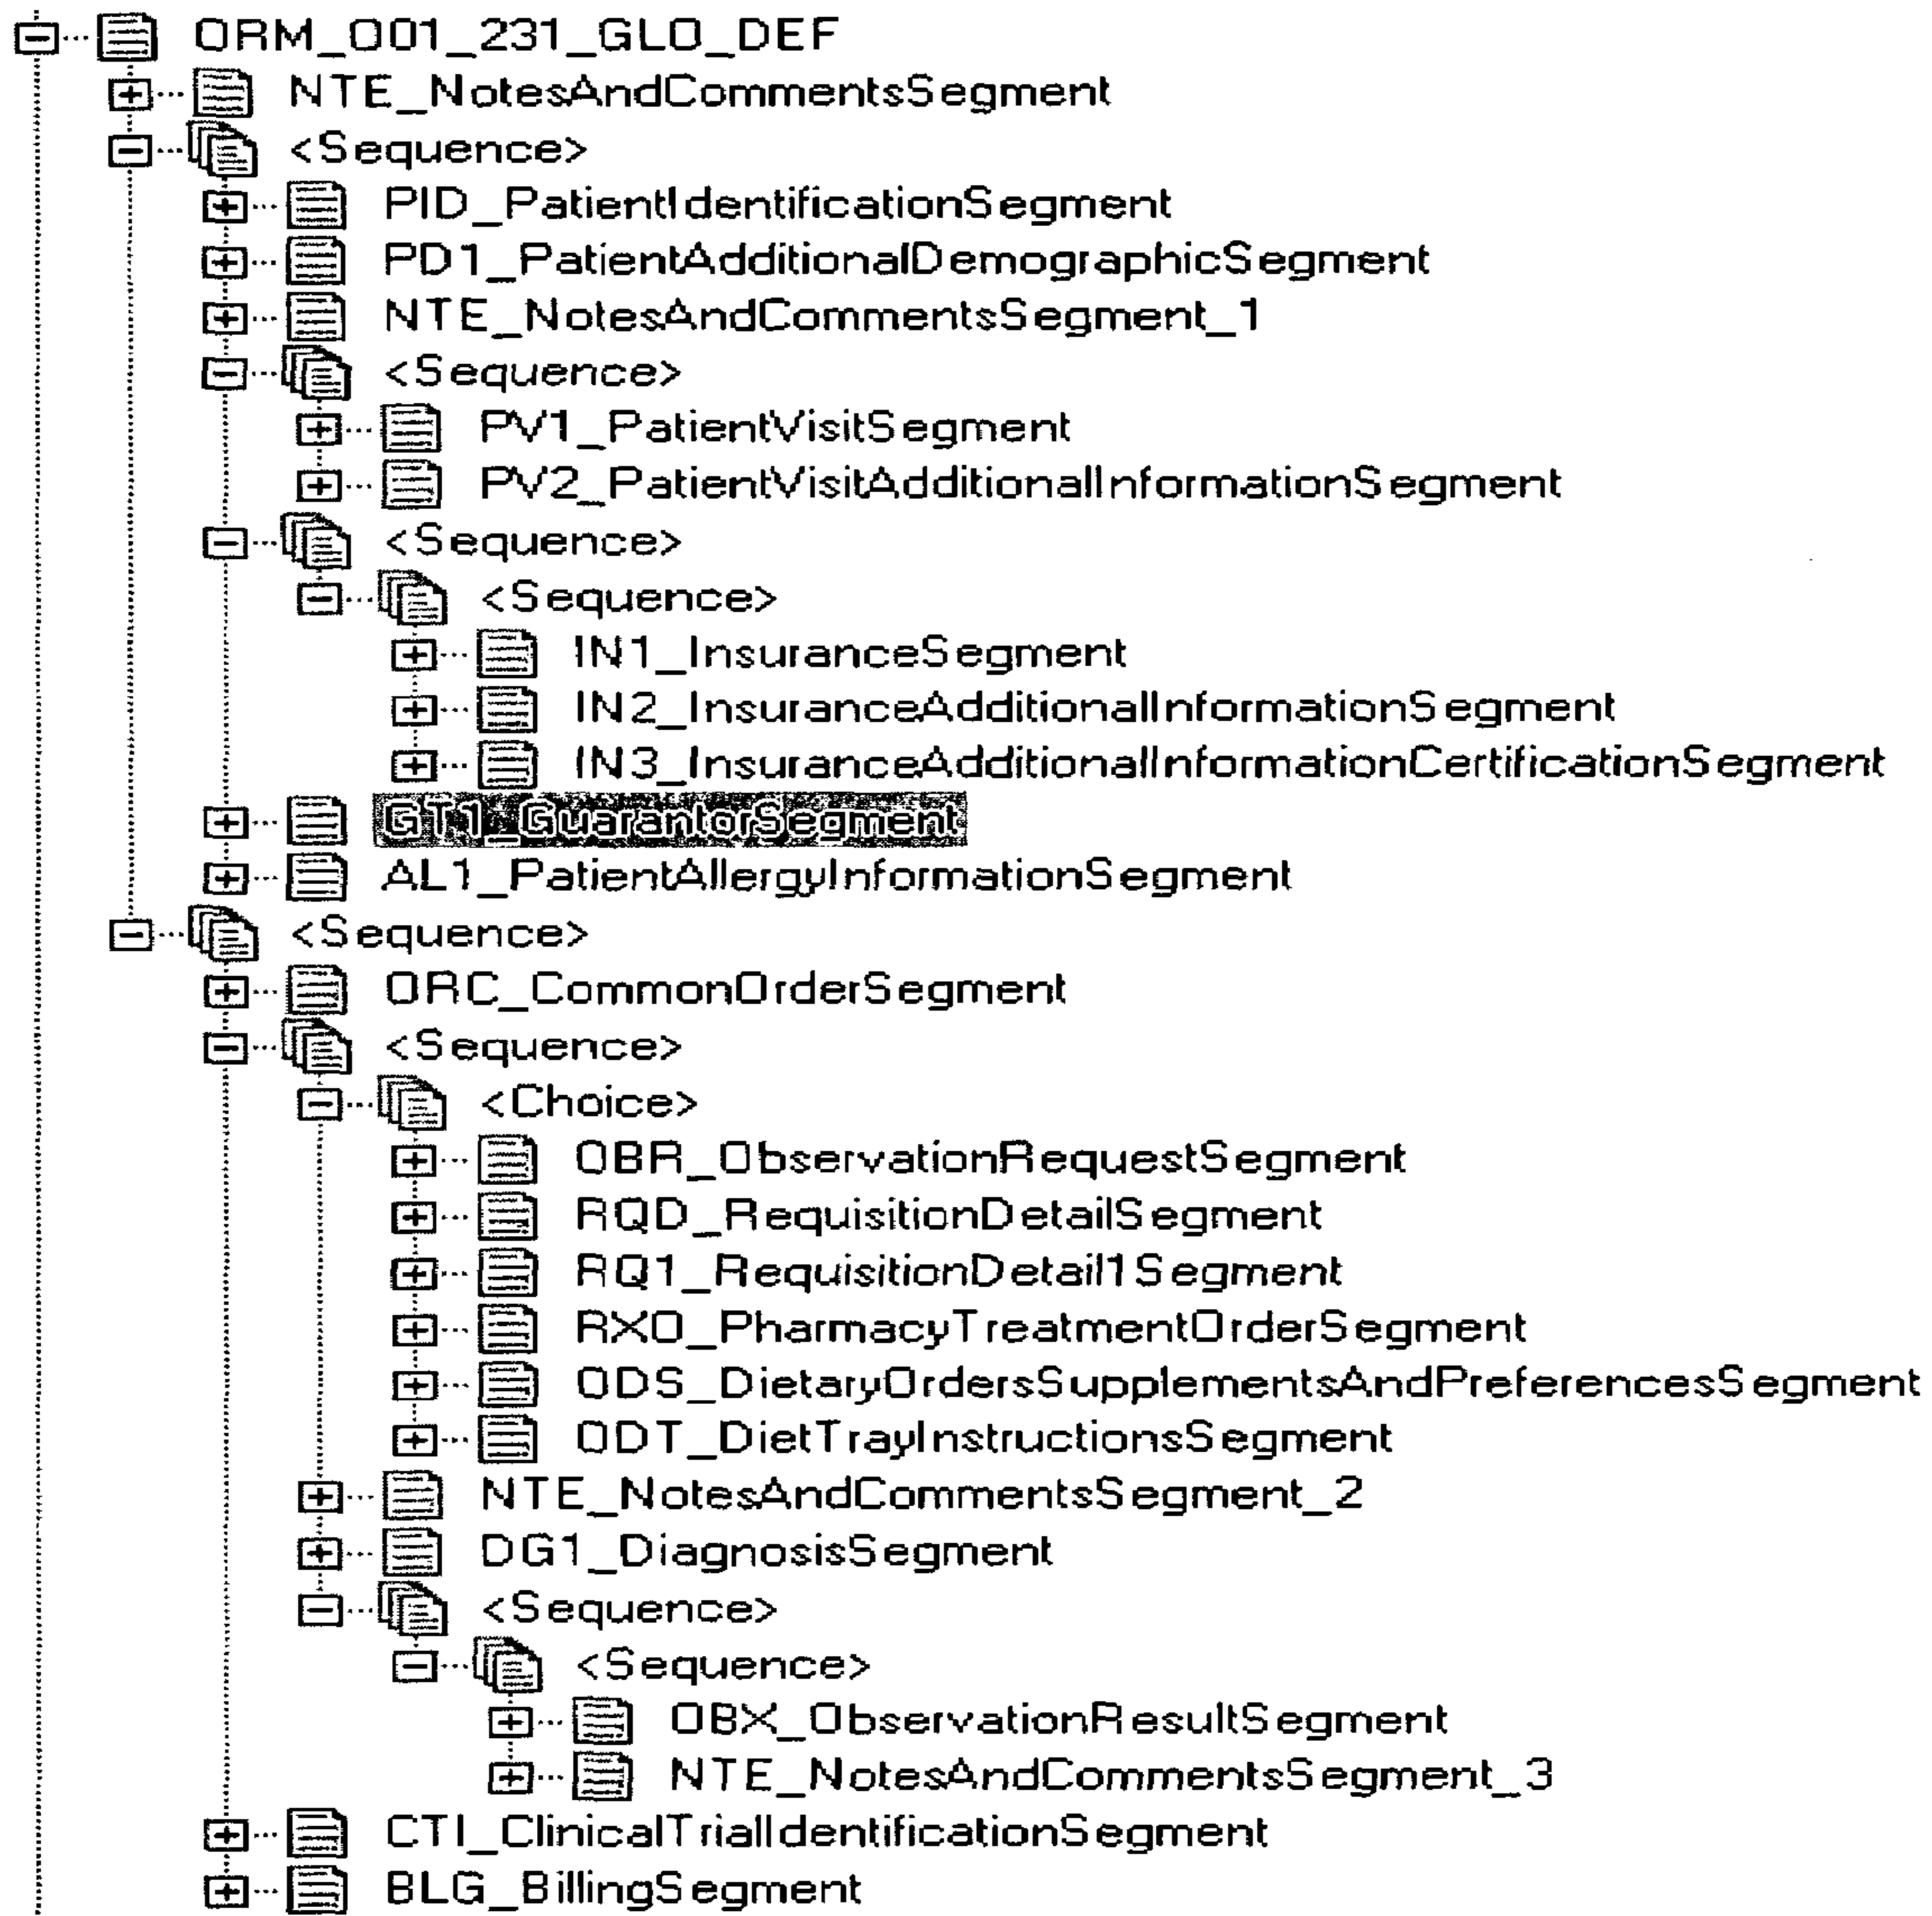 ORM_O01_231_GLO_DEF
NTE_NotesAndCommentsSegment
<Sequence>
PID_PatientIdentificationSegment
PD1_PatientAdditionalDemographicSegment
NTE_NotesAndCommentsSegment_1
<Sequence>
PV1_PatientVisitSegment
PV2_PatientVisitAdditionalInformationSegment
<Sequence>
<Sequence>
IN1_InsuranceSegment
IN2_InsuranceAdditionalInformationSegment
IN3_InsuranceAdditionalInformationCertificationSegment
GT1_GuarantorSegment
AL1_PatientAllergyInformationSegment
<Sequence>
ORC_CommonOrderSegment
<Sequence>
<Choice>
OBR_ObservationRequestSegment
RQD_RequisitionDetailSegment
RQ1_RequisitionDetail1Segment
RXO_PharmacyTreatmentOrderSegment
ODS_DietaryOrdersSupplementsAndPreferencesSegment
ODT_DietTrayInstructionsSegment
NTE_NotesAndCommentsSegment_2
DG1_DiagnosisSegment
<Sequence>
<Sequence>
OBX_ObservationResultSegment
NTE_NotesAndCommentsSegment_3
CTI_ClinicalTrialIdentificationSegment
BLG_BillingSegment